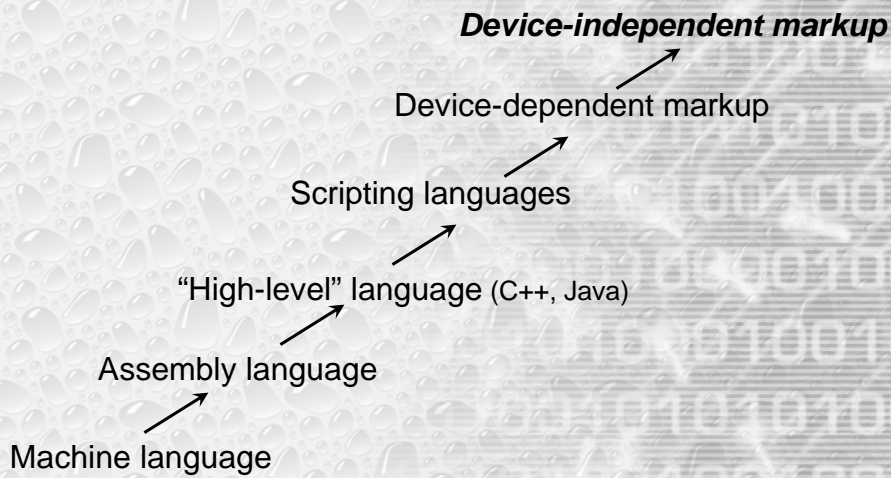 Device-independent markup
Device-dependent markup
Scripting languages
“High-level” language (C++, Java)
Assembly language
Machine language